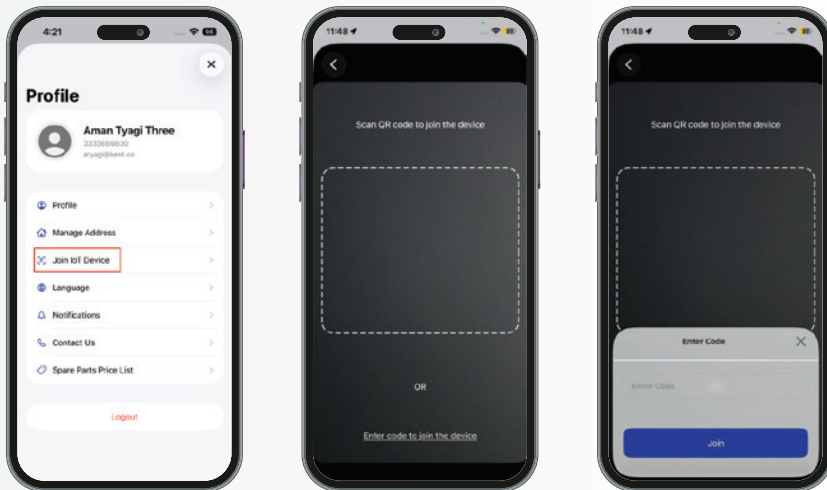 4:21
66
Profile
Aman Tyagi Three
3333666600
Profile
Manage Address
Join IoT Device
Language
Notifications
Contact Us
Spare Parts Price List
Logout
11:48
Scan QR code to join the device
OR
Enter code to join the device
11:48
Scan QR code to join the device
Enter Code
Enter Code
Join